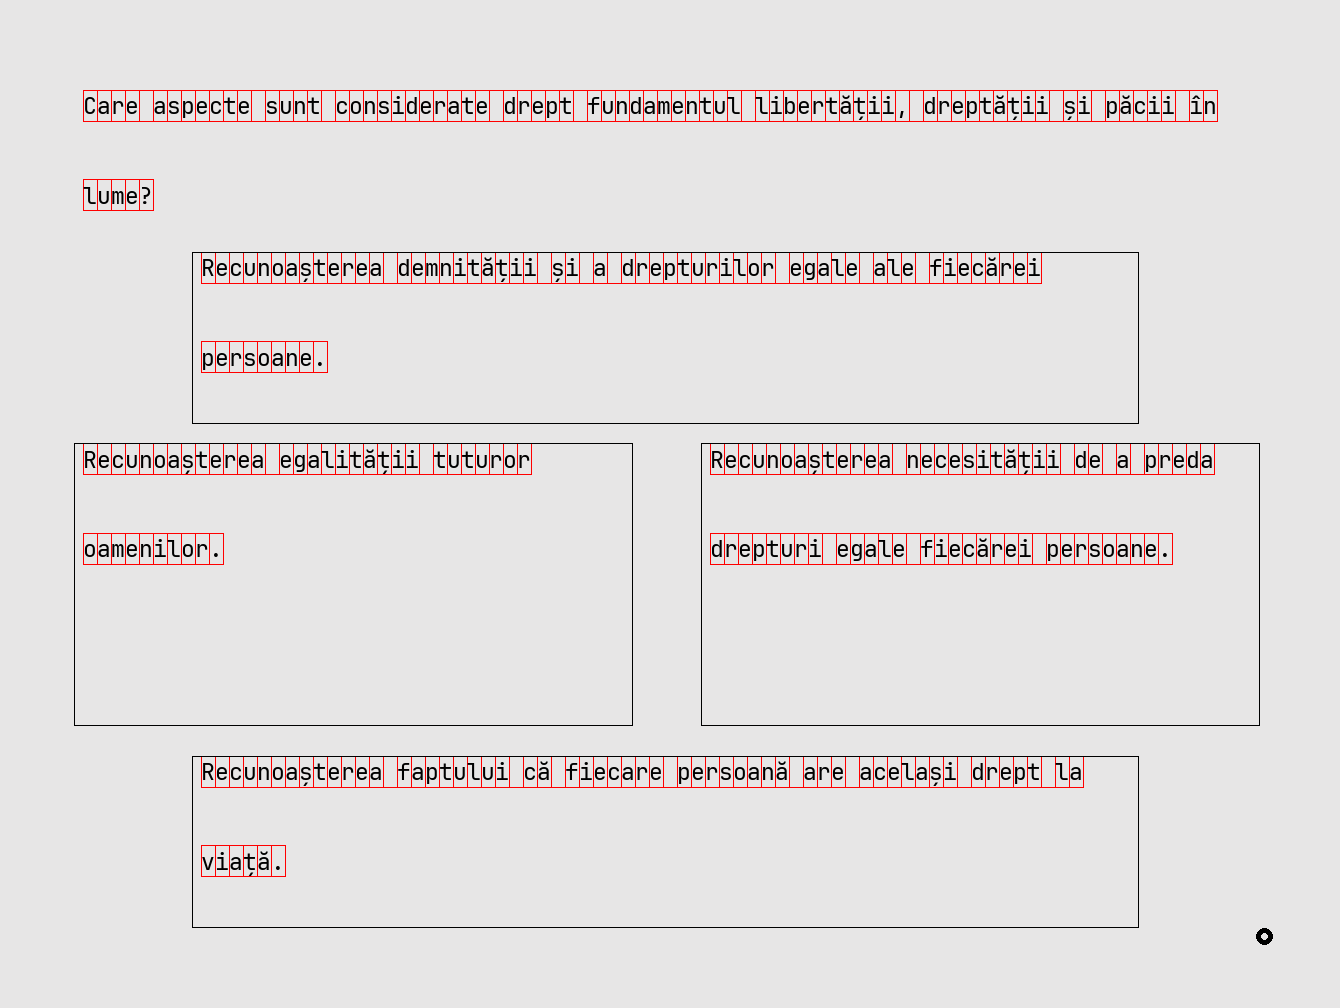 Care aspecte sunt considerate drept fundamentul libertății, dreptății și păcii în
lume?
Recunoașterea demnității și a drepturilor egale ale fiecărei
persoane.
Recunoașterea egalității tuturor
oamenilor.
Recunoașterea necesității de a preda
drepturi egale fiecărei persoane.
Recunoașterea faptului că fiecare persoană are același drept la
viață.